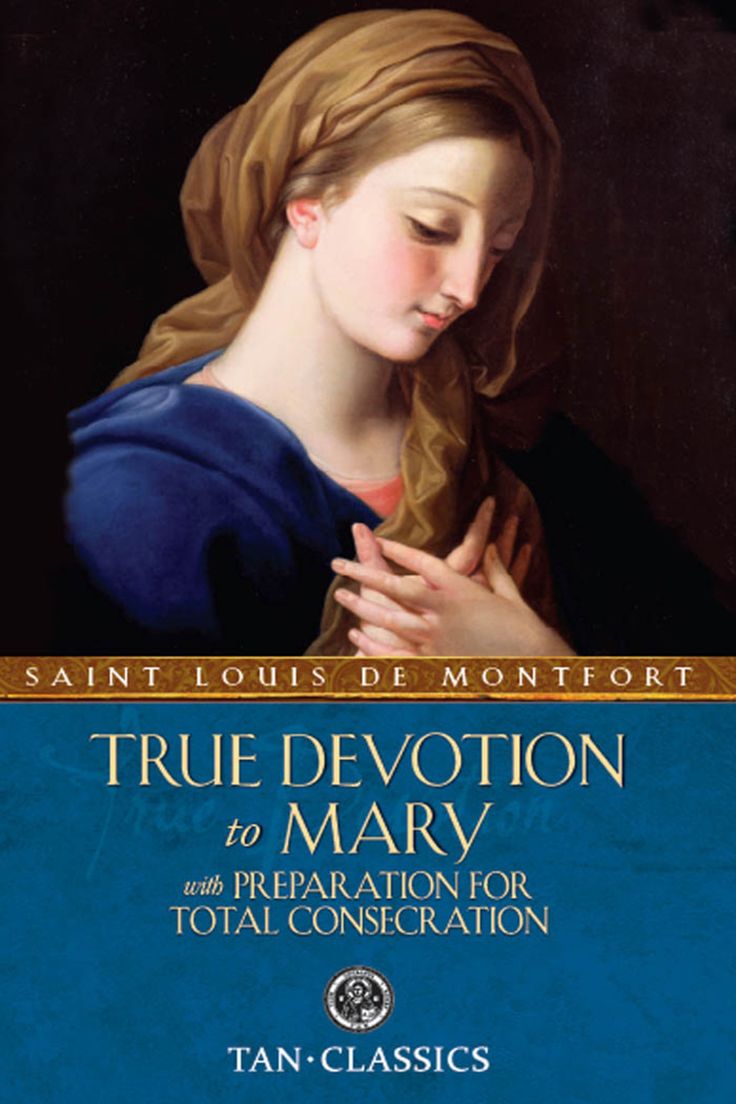 SAINT LOUIS DE MONTFORT
TRUE DEVOTION
to MARY
with PREPARATION FOR
TOTAL CONSECRATION
TAN • CLASSICS